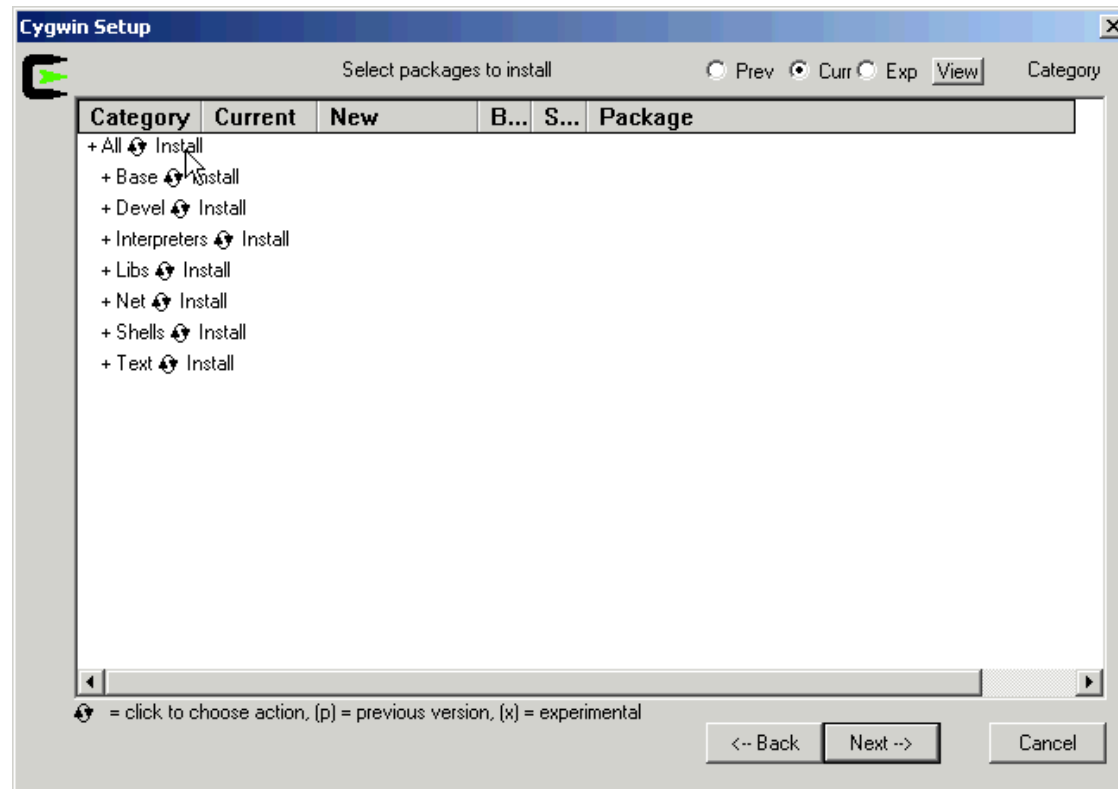 Cygwin Setup
Select packages to install Prev Curr Exp View Category
Category Current New B... S... Package
+ All Install
+ Base Install
+ Devel Install
+ Interpreters Install
+ Libs Install
+ Net Install
+ Shells Install
+ Text Install
= click to choose action, (p) = previous version, (x) = experimental
<-- Back Next --> Cancel